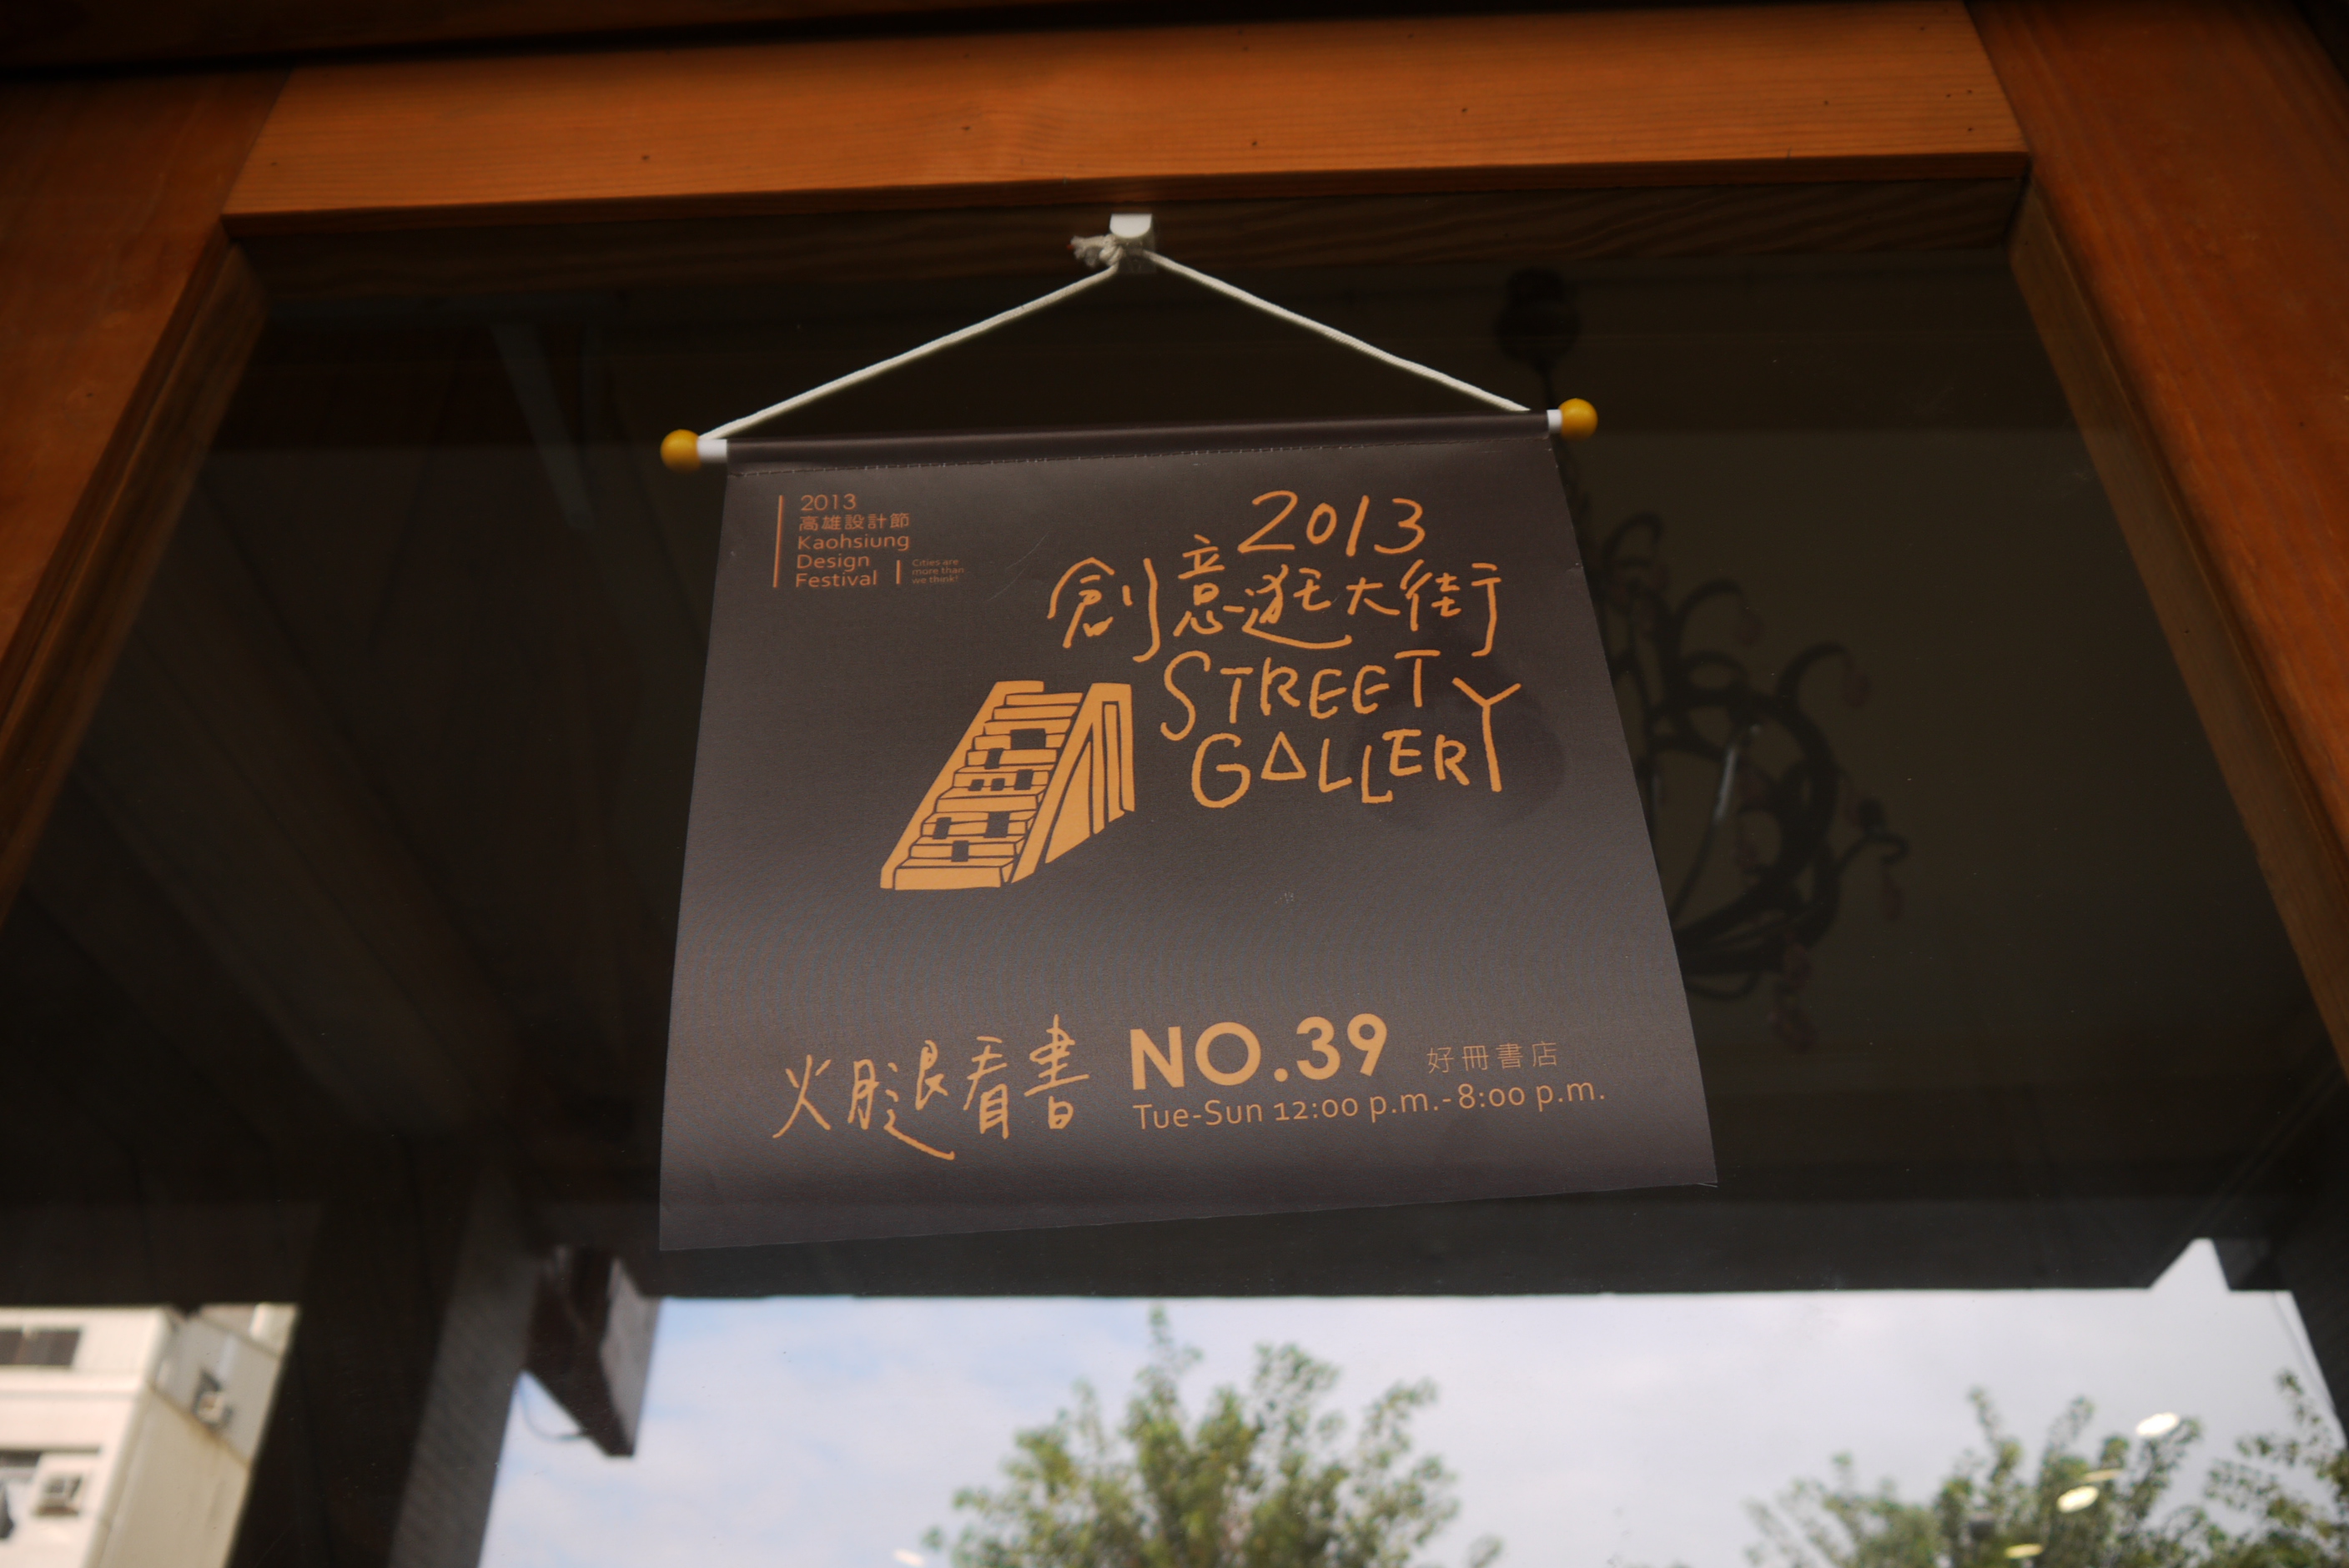 2013
高雄設計節
Kaohsiung
Design
Festival
Cities are
more than
we think!
2013
創意逛大街
STREET
GALLERY
火腿看書
NO.39 好冊書店
Tue-Sun 12:00 p.m.-8:00 p.m.